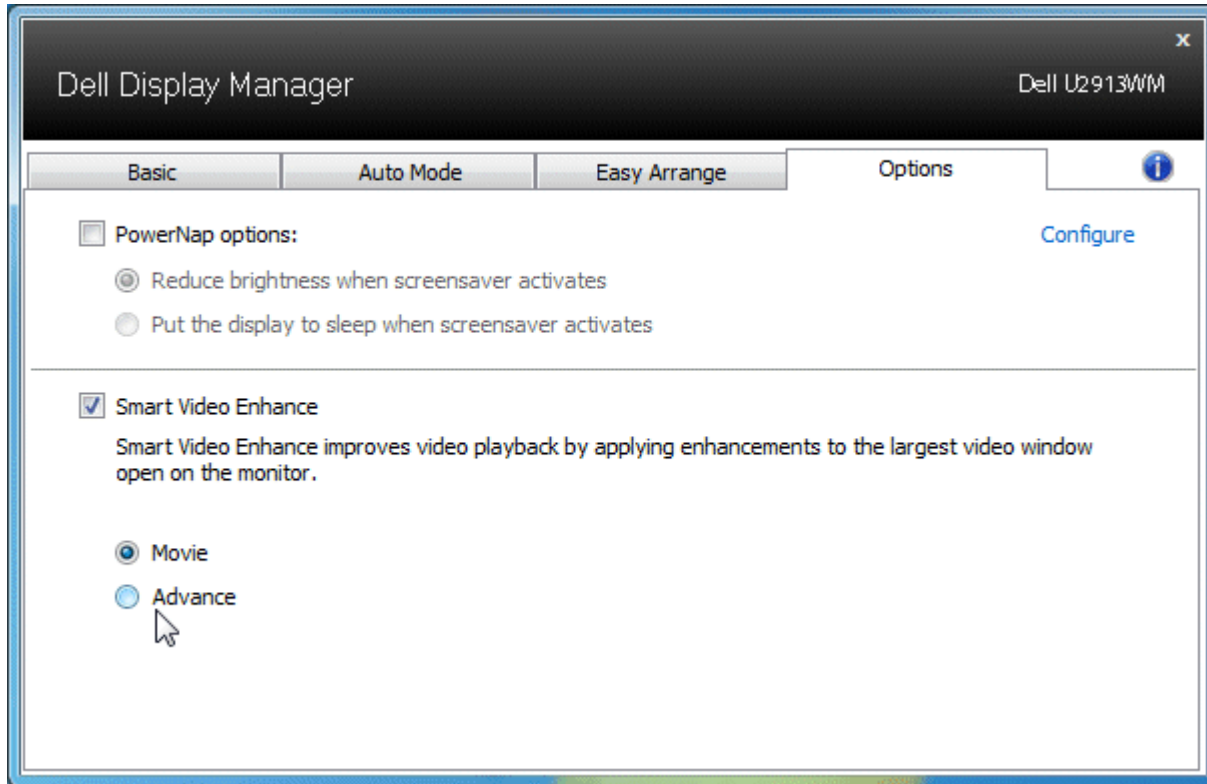 x
Dell Display Manager
Dell U2913WM
Basic
Auto Mode
Easy Arrange
Options
i
PowerNap options:
Configure
Reduce brightness when screensaver activates
Put the display to sleep when screensaver activates
Smart Video Enhance
Smart Video Enhance improves video playback by applying enhancements to the largest video window
open on the monitor.
Movie
Advance